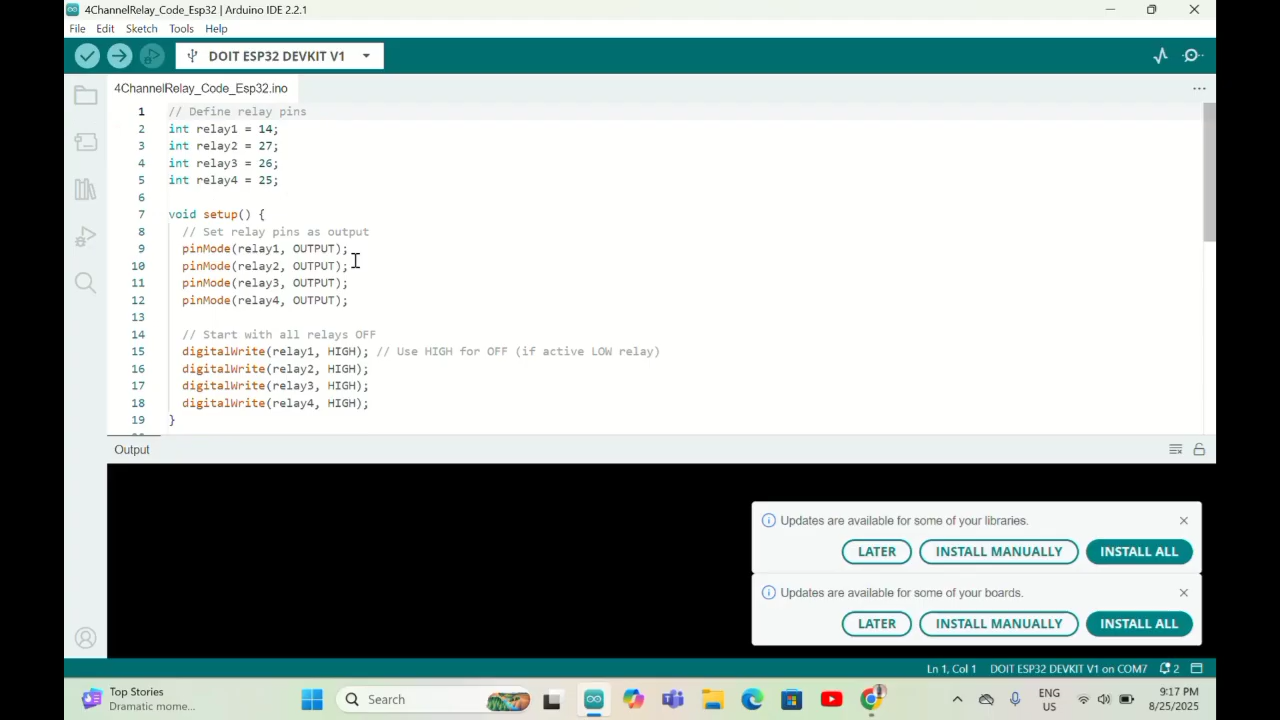 4ChannelRelay_Code_Esp32 | Arduino IDE 2.2.1
File Edit Sketch Tools Help
DOIT ESP32 DEVKIT V1
4ChannelRelay_Code_Esp32.ino
1 // Define relay pins
2 int relay1 = 14;
3 int relay2 = 27;
4 int relay3 = 26;
5 int relay4 = 25;
6
7 void setup() {
8 // Set relay pins as output
9 pinMode(relay1, OUTPUT);
10 pinMode(relay2, OUTPUT);
11 pinMode(relay3, OUTPUT);
12 pinMode(relay4, OUTPUT);
13
14 // Start with all relays OFF
15 digitalWrite(relay1, HIGH); // Use HIGH for OFF (if active LOW relay)
16 digitalWrite(relay2, HIGH);
17 digitalWrite(relay3, HIGH);
18 digitalWrite(relay4, HIGH);
19 }
Output
Updates are available for some of your libraries.
LATER INSTALL MANUALLY INSTALL ALL
Updates are available for some of your boards.
LATER INSTALL MANUALLY INSTALL ALL
Ln 1, Col 1 DOIT ESP32 DEVKIT V1 on COM7 2
Top Stories
Dramatic mome...
Search
ENG
US
9:17 PM
8/25/2025